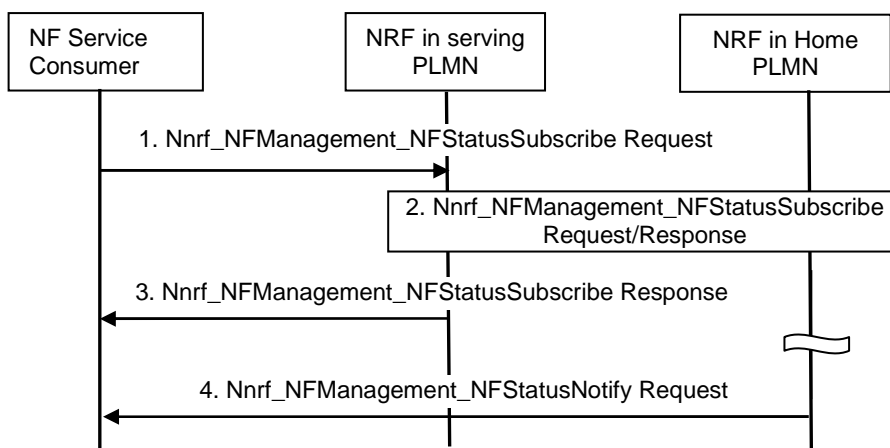 NF Service
Consumer
NRF in serving
PLMN
NRF in Home
PLMN
1. Nnrf_NFManagement_NFStatusSubscribe Request
2. Nnrf_NFManagement_NFStatusSubscribe
Request/Response
3. Nnrf_NFManagement_NFStatusSubscribe Response
4. Nnrf_NFManagement_NFStatusNotify Request